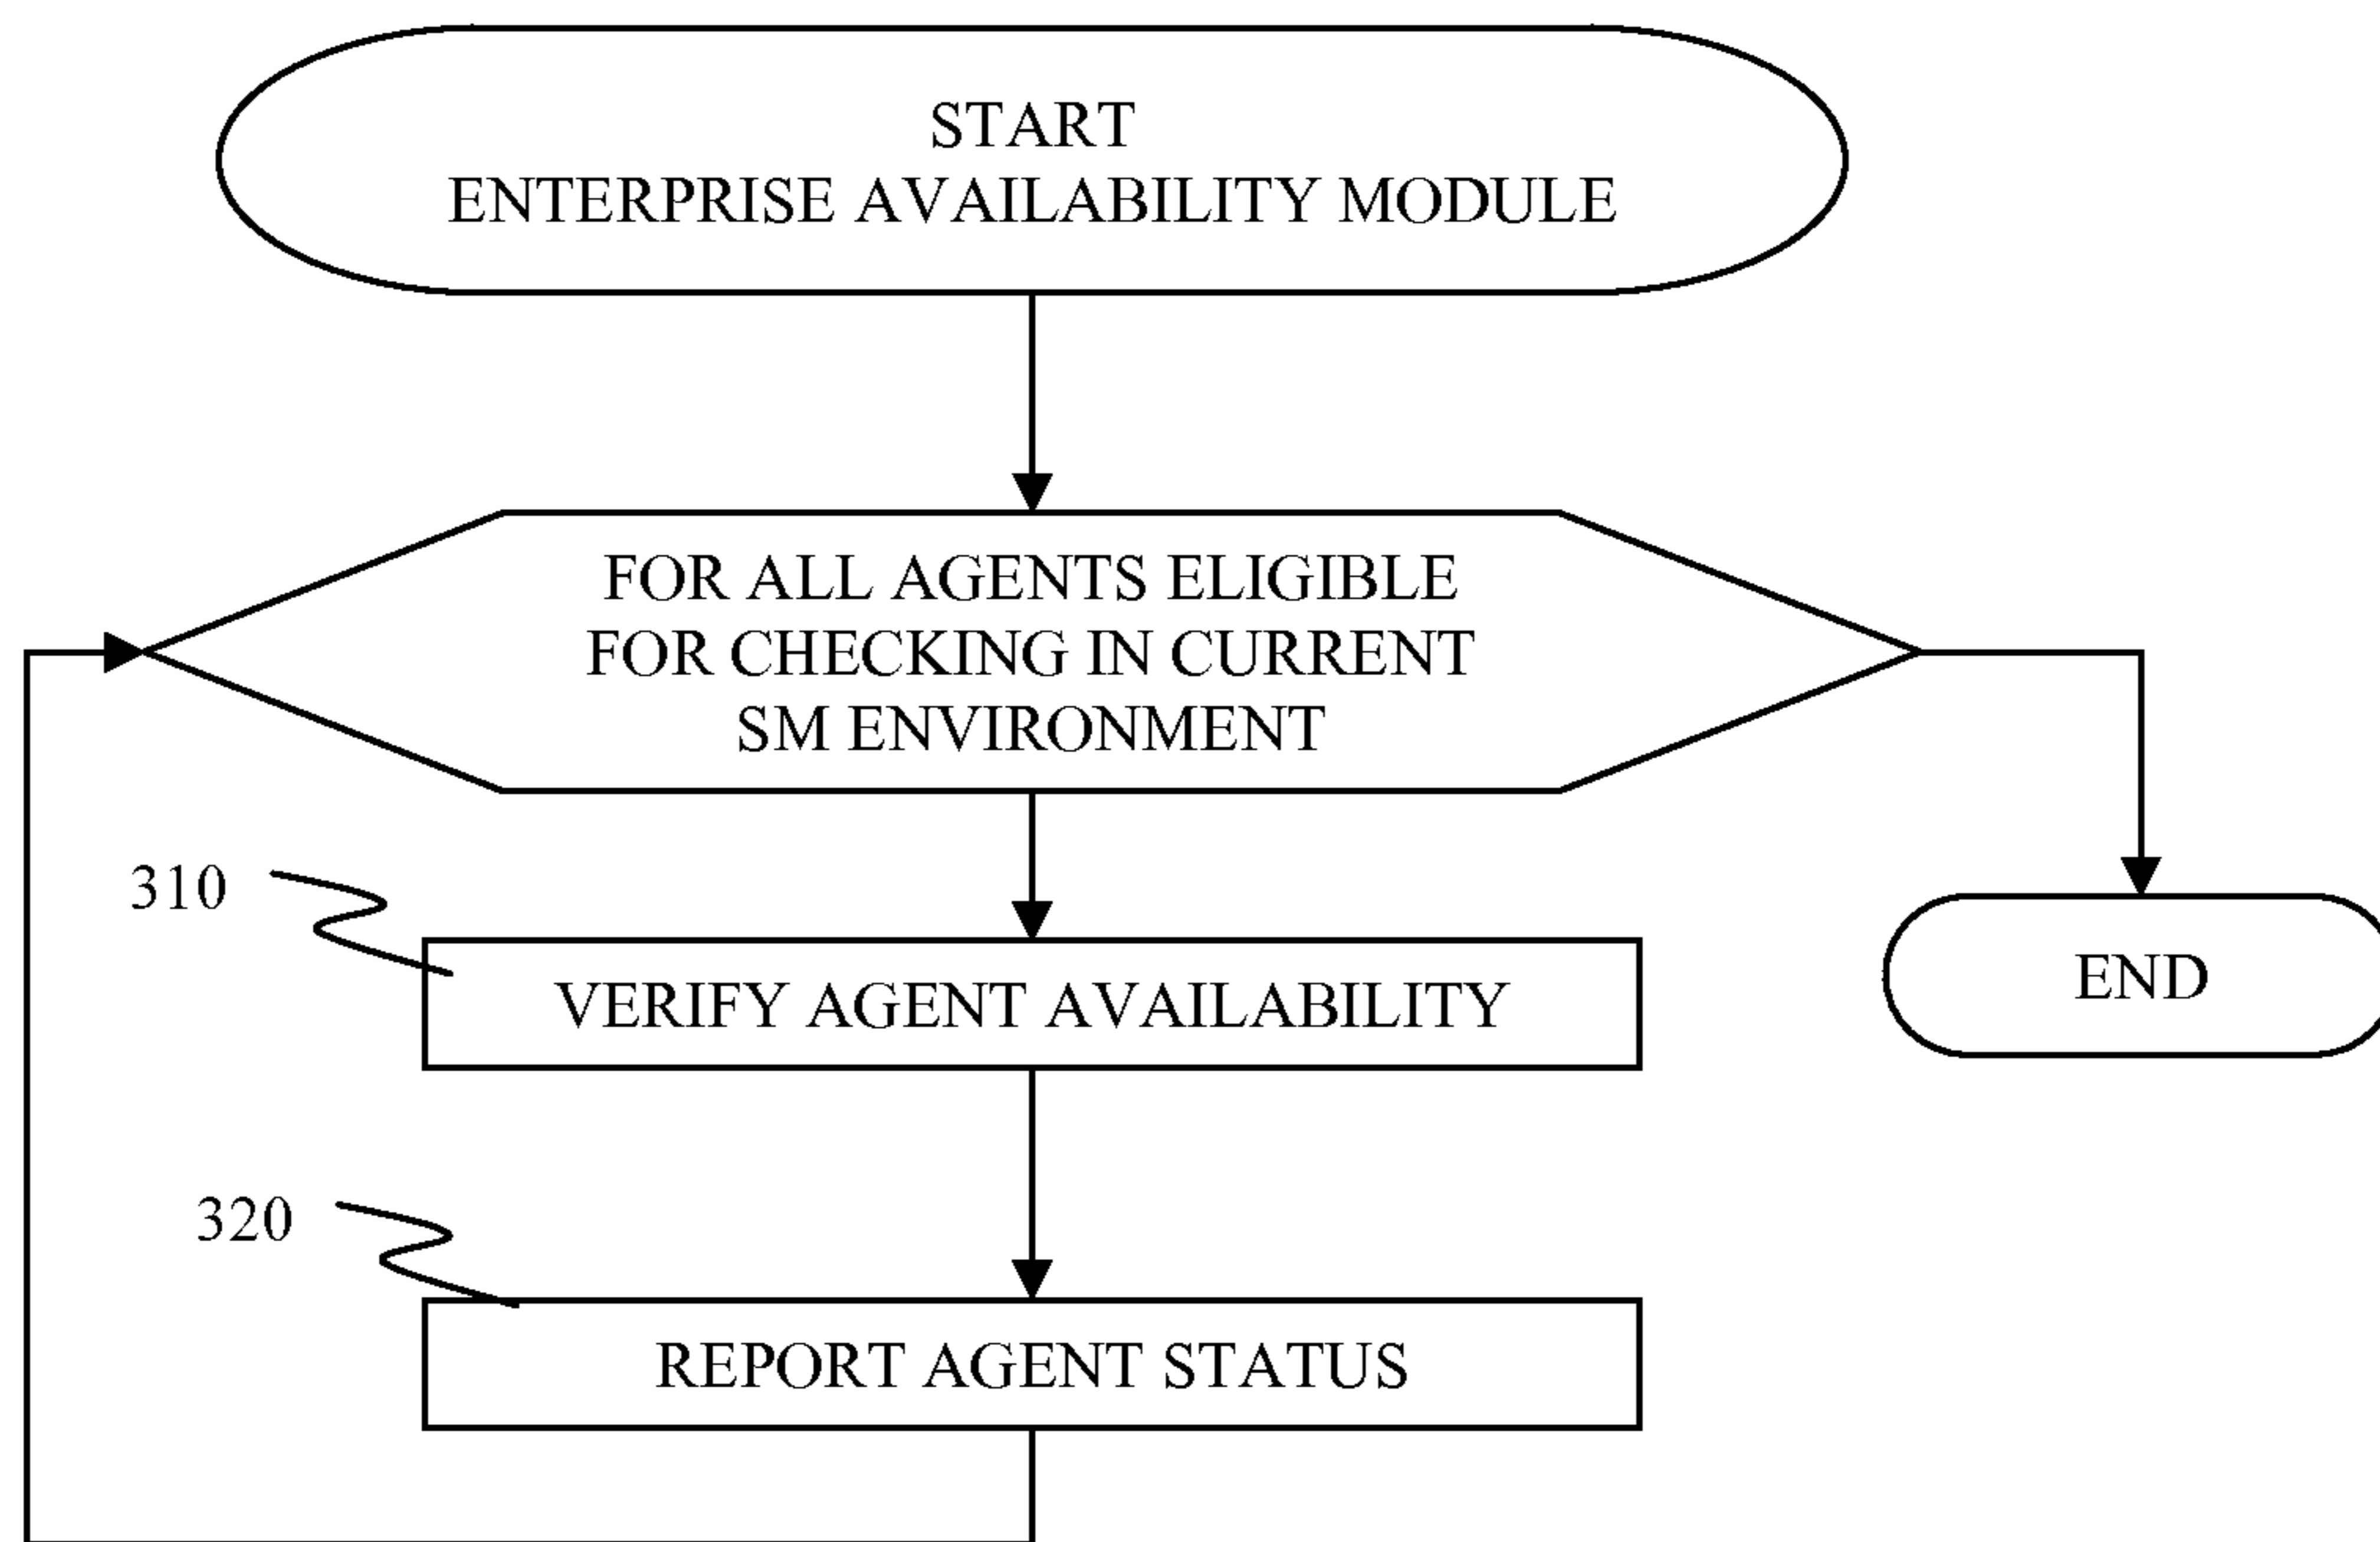 START
ENTERPRISE AVAILABILITY MODULE
FOR ALL AGENTS ELIGIBLE
FOR CHECKING IN CURRENT
SM ENVIRONMENT
310
VERIFY AGENT AVAILABILITY
END
320
REPORT AGENT STATUS